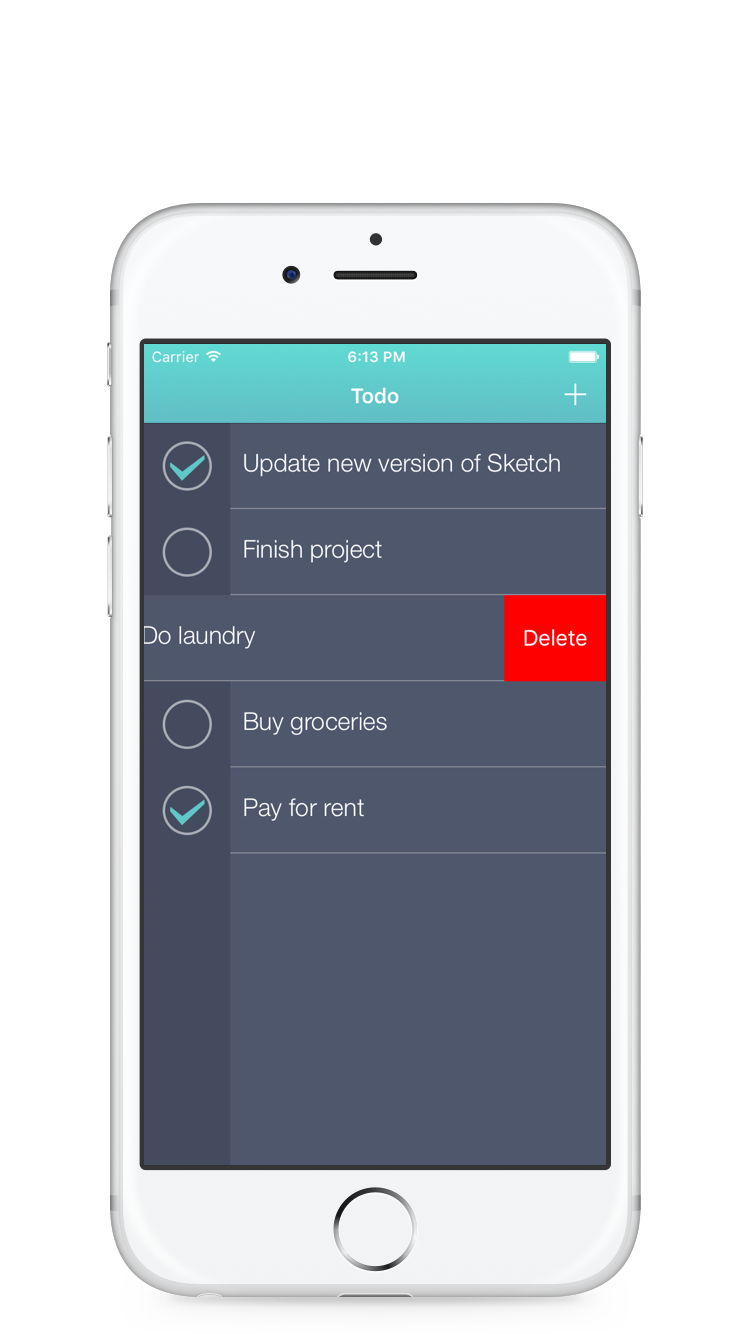 Carrier 6:13 PM
Todo
Update new version of Sketch
Finish project
Do laundry Delete
Buy groceries
Pay for rent